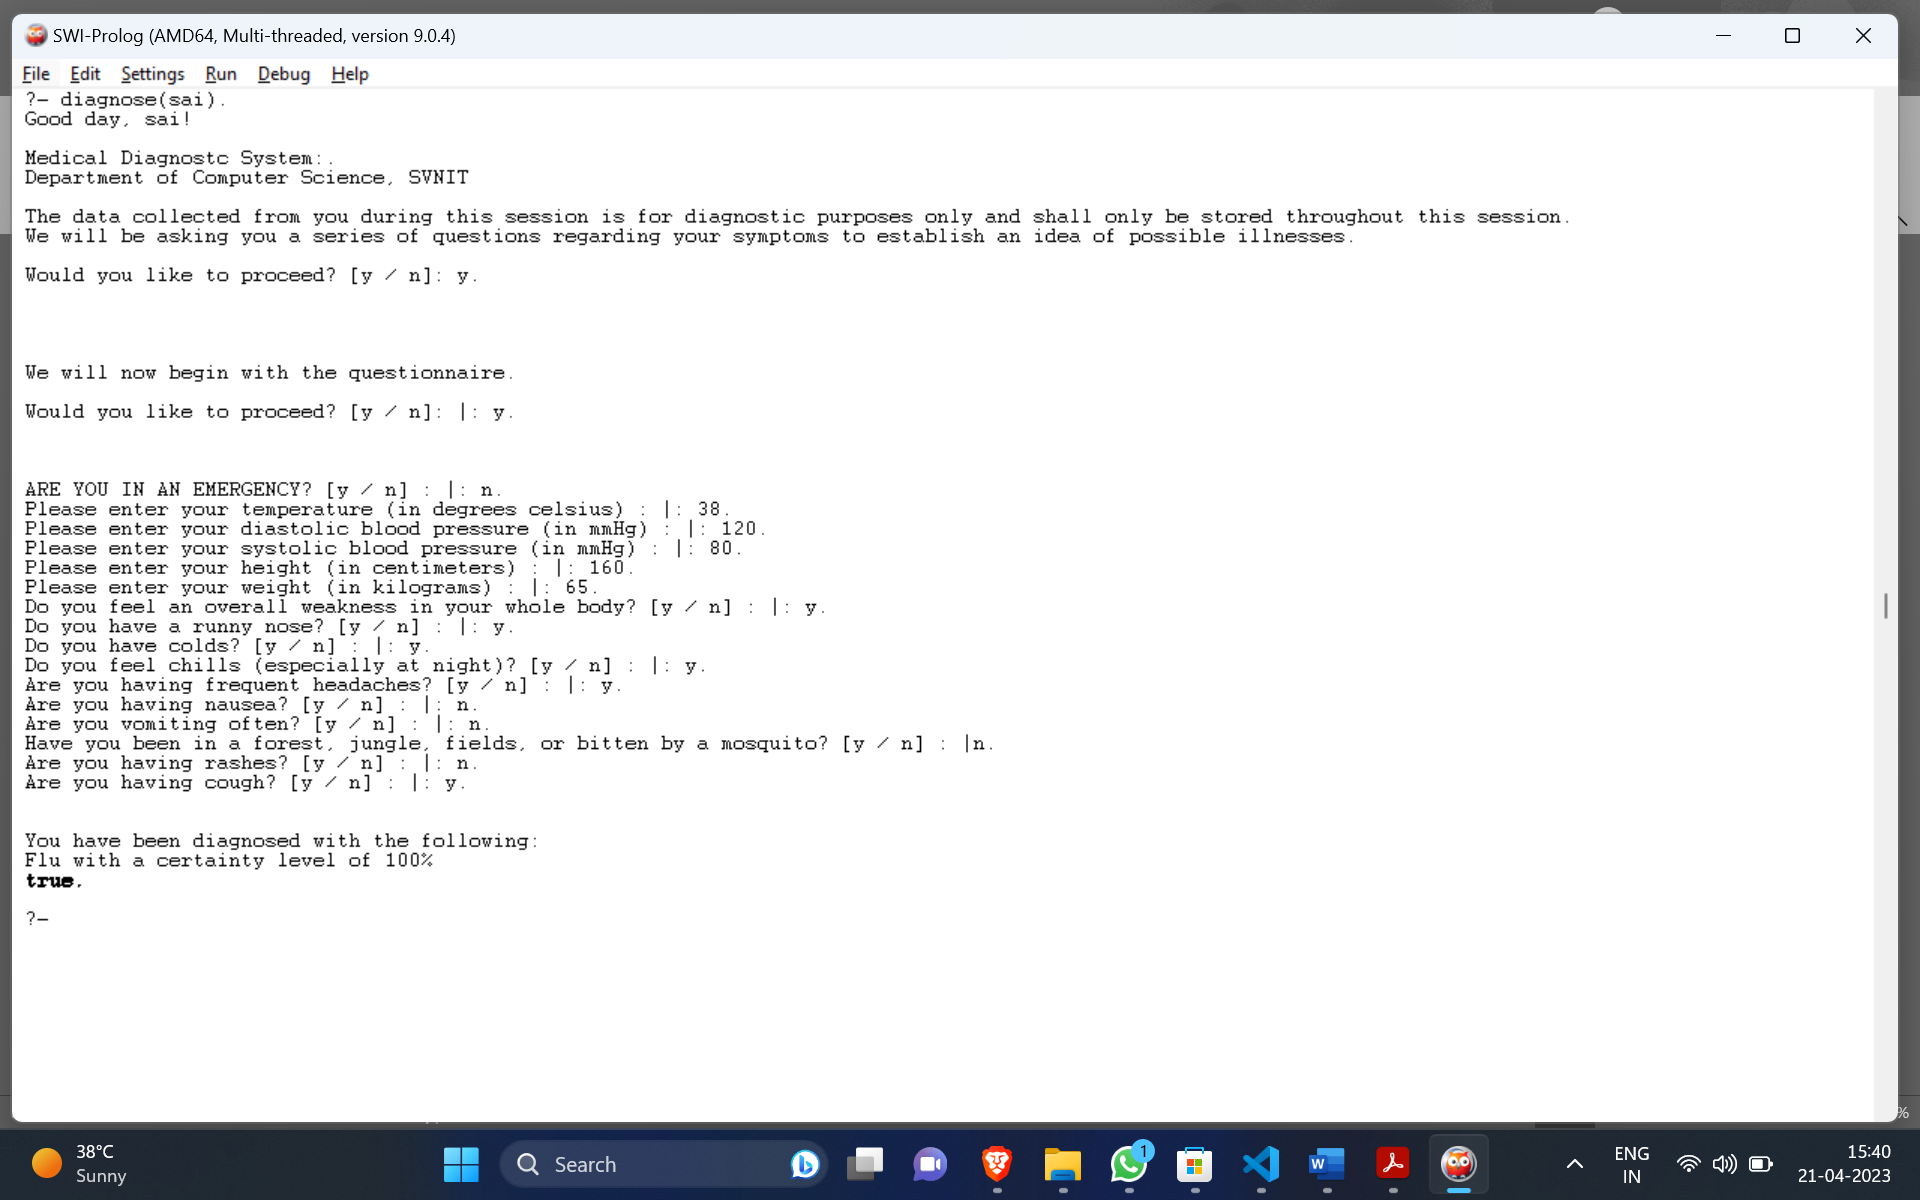 SWI-Prolog (AMD64, Multi-threaded, version 9.0.4)
File Edit Settings Run Debug Help
?- diagnose(sai).
Good day, sai!
Medical Diagnostc System:.
Department of Computer Science, SVNIT
The data collected from you during this session is for diagnostic purposes only and shall only be stored throughout this session.
We will be asking you a series of questions regarding your symptoms to establish an idea of possible illnesses.
Would you like to proceed? [y / n]: y.
We will now begin with the questionnaire.
Would you like to proceed? [y / n]: |: y.
ARE YOU IN AN EMERGENCY? [y / n] : |: n.
Please enter your temperature (in degrees celsius) : |: 38.
Please enter your diastolic blood pressure (in mmHg) : |: 120.
Please enter your systolic blood pressure (in mmHg) : |: 80.
Please enter your height (in centimeters) : |: 160.
Please enter your weight (in kilograms) : |: 65.
Do you feel an overall weakness in your whole body? [y / n] : |: y.
Do you have a runny nose? [y / n] : |: y.
Do you have colds? [y / n] : |: y.
Do you feel chills (especially at night)? [y / n] : |: y.
Are you having frequent headaches? [y / n] : |: y.
Are you having nausea? [y / n] : |: n.
Are you vomiting often? [y / n] : |: n.
Have you been in a forest, jungle, fields, or bitten by a mosquito? [y / n] : |n.
Are you having rashes? [y / n] : |: n.
Are you having cough? [y / n] : |: y.
You have been diagnosed with the following:
Flu with a certainty level of 100%
true.
?-
%
38°C
Sunny
Search
1
ENG
IN
15:40
21-04-2023